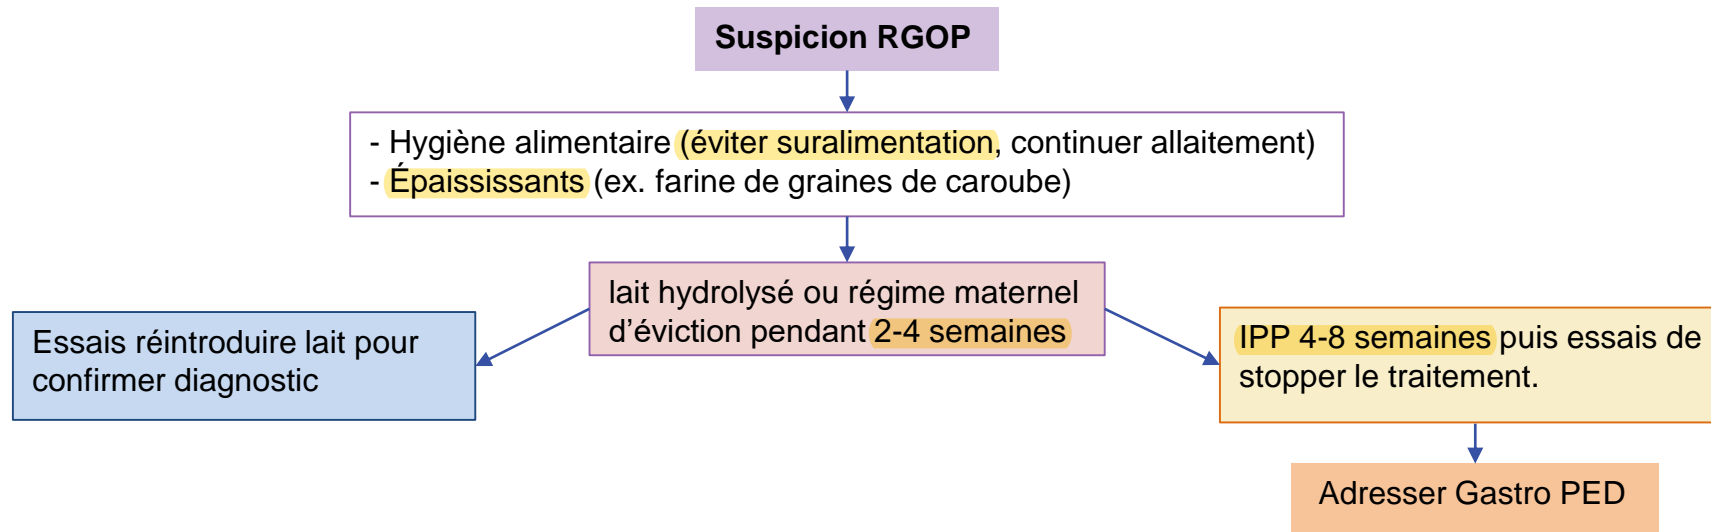 Suspicion RGOP
- Hygiène alimentaire (éviter suralimentation, continuer allaitement)
- Épaississants (ex. farine de graines de caroube)
lait hydrolysé ou régime maternel
d’éviction pendant 2-4 semaines
Essais réintroduire lait pour
confirmer diagnostic
IPP 4-8 semaines puis essais de
stopper le traitement.
Adresser Gastro PED